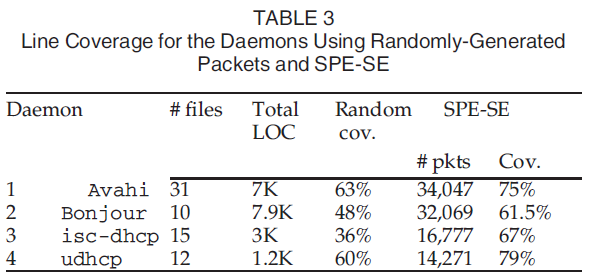 TABLE 3
Line Coverage for the Daemons Using Randomly-Generated
Packets and SPE-SE
Daemon # files Total Random SPE-SE
LOC cov.
# pkts Cov.
1 Avahi 31 7K 63% 34,047 75%
2 Bonjour 10 7.9K 48% 32,069 61.5%
3 isc-dhcp 15 3K 36% 16,777 67%
4 udhcp 12 1.2K 60% 14,271 79%